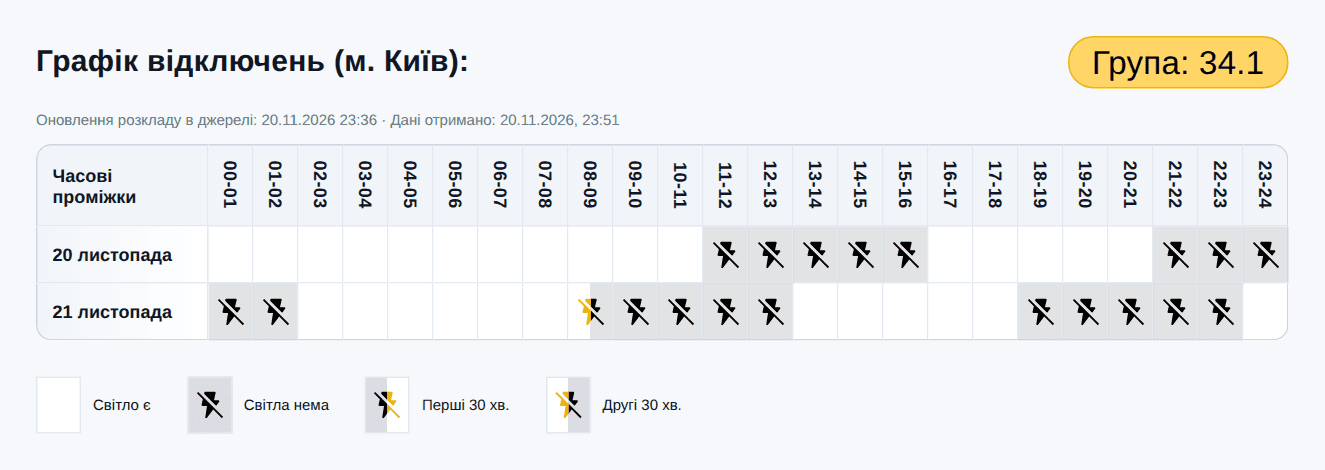 Графік відключень (м. Київ):
Група: 34.1
Оновлення розкладу в джерелі: 20.11.2026 23:36 · Дані отримано: 20.11.2026, 23:51
Часові
проміжки
00-01
01-02
02-03
03-04
04-05
05-06
06-07
07-08
08-09
09-10
10-11
11-12
12-13
13-14
14-15
15-16
16-17
17-18
18-19
19-20
20-21
21-22
22-23
23-24
20 листопада
21 листопада
Світло є
Світла нема
Перші 30 хв.
Другі 30 хв.